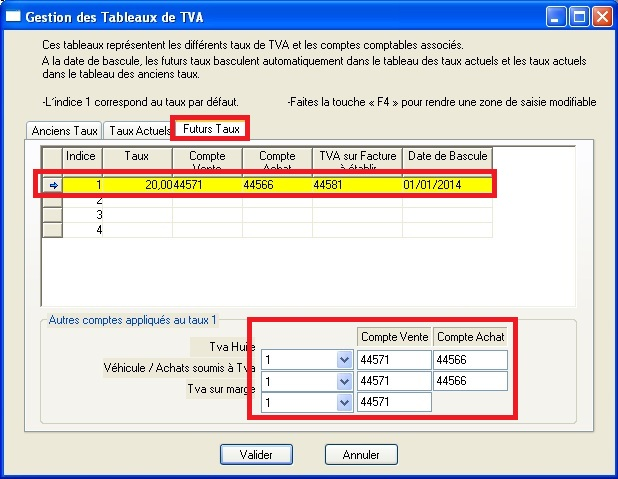 Gestion des Tableaux de TVA
Ces tableaux représentent les différents taux de TVA et les comptes comptables associés.
A la date de bascule, les futurs taux basculent automatiquement dans le tableau des taux actuels et les taux actuels
dans le tableau des anciens taux.
-L'indice 1 correspond au taux par défaut. -Faites la touche « F4 » pour rendre une zone de saisie modifiable
Anciens Taux Taux Actuels Futurs Taux
Indice Taux Compte Vente Compte Achat TVA sur Facture à établir Date de Bascule
1 20,00 44571 44566 44581 01/01/2014
2
3
4
Autres comptes appliqués au taux 1
Compte Vente Compte Achat
Tva Huile 1 44571 44566
Véhicule / Achats soumis à Tva 1 44571 44566
Tva sur marge 1 44571
Valider Annuler